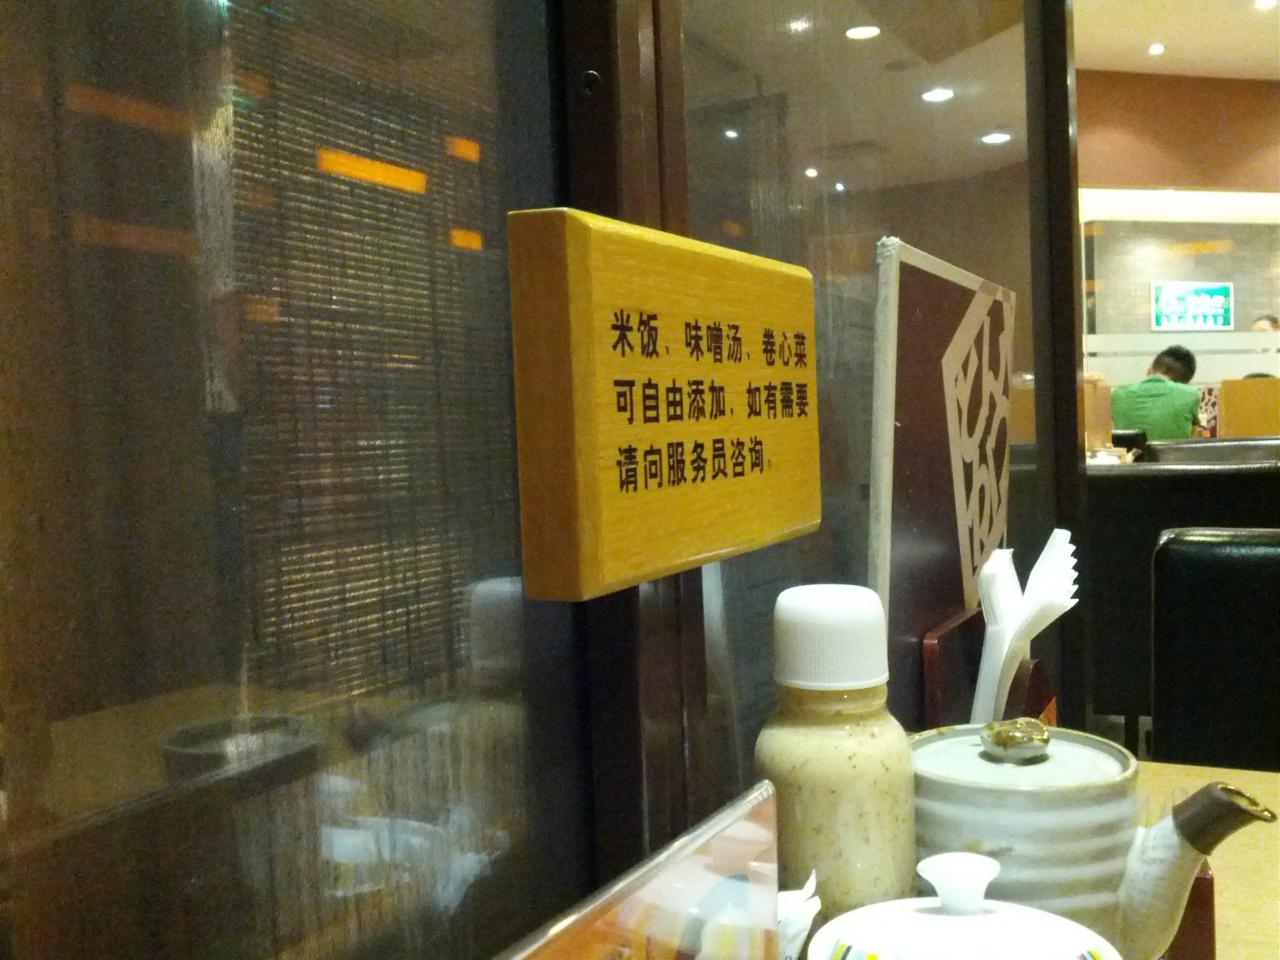 米饭、味噌汤、卷心菜
可自由添加，如有需要
请向服务员咨询。